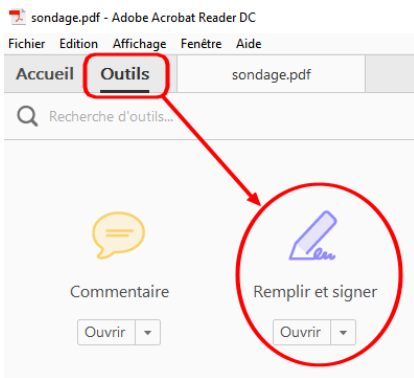 sondage.pdf - Adobe Acrobat Reader DC
Fichier Edition Affichage Fenêtre Aide
Accueil Outils sondage.pdf
Recherche d'outils...
Commentaire Remplir et signer
Ouvrir Ouvrir